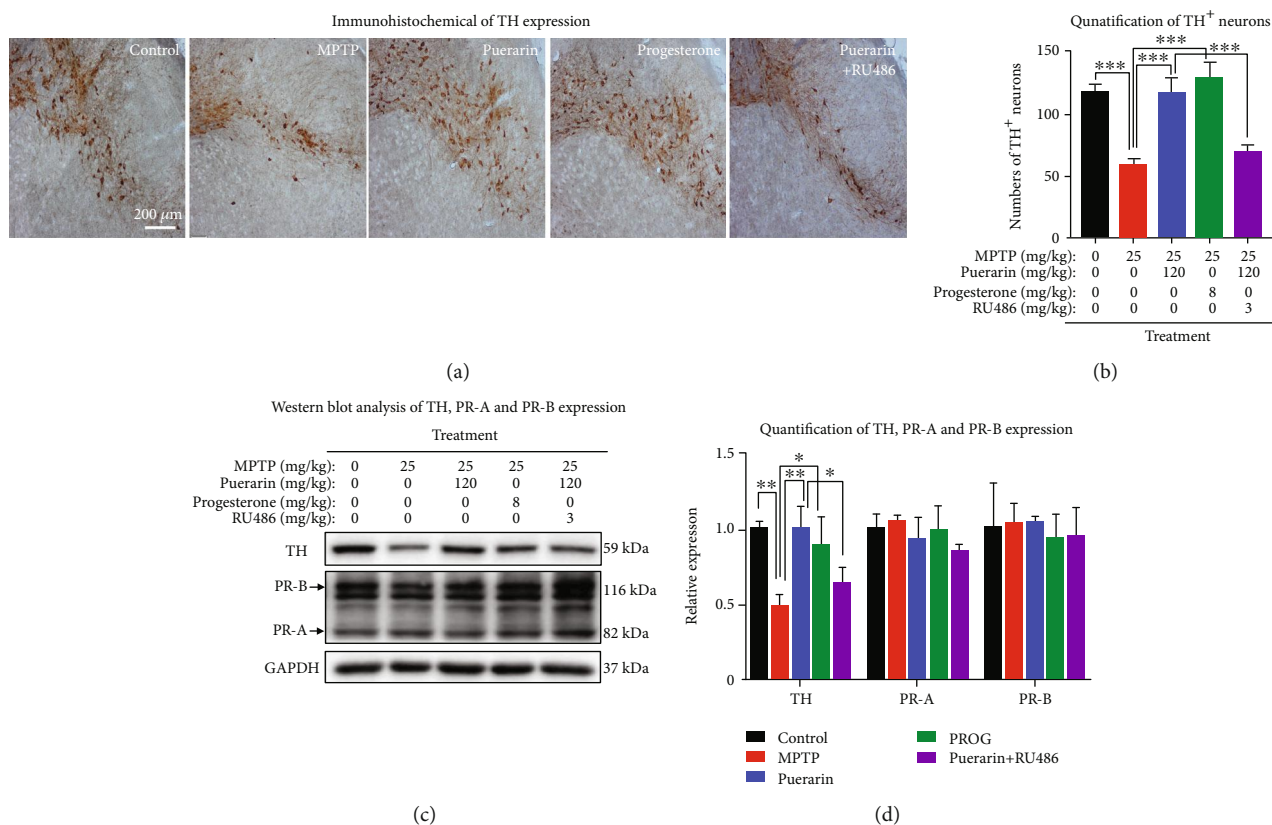 Immunohistochemical of TH expression
Control
MPTP
Puerarin
Progesterone
Puerarin
+RU486
200 µm
(a)
Qunatification of TH+ neurons
Numbers of TH+ neurons
150
100
50
0
*** *** *** ***
MPTP (mg/kg): 0 25 25 25 25
Puerarin (mg/kg): 0 0 120 0 120
Progesterone (mg/kg): 0 0 0 8 0
RU486 (mg/kg): 0 0 0 0 3
Treatment
(b)
Western blot analysis of TH, PR-A and PR-B expression
Treatment
MPTP (mg/kg): 0 25 25 25 25
Puerarin (mg/kg): 0 0 120 0 120
Progesterone (mg/kg): 0 0 0 8 0
RU486 (mg/kg): 0 0 0 0 3
TH 59 kDa
PR-B 116 kDa
PR-A 82 kDa
GAPDH 37 kDa
(c)
Quantification of TH, PR-A and PR-B expression
Relative expresson
1.5
1.0
0.5
0
** ** * *
TH PR-A PR-B
Control
MPTP
Puerarin
PROG
Puerarin+RU486
(d)